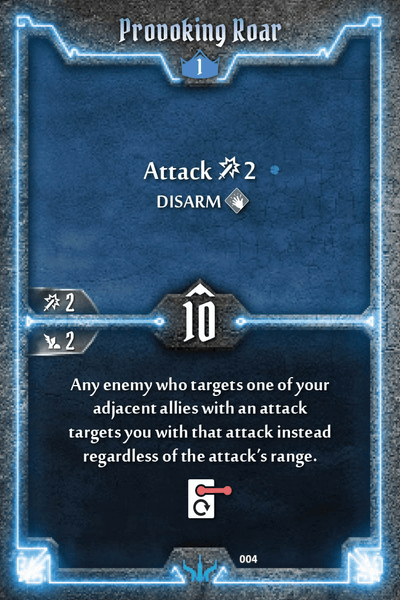 Provoking Roar
1
Attack 2
DISARM
2
10
2
Any enemy who targets one of your
adjacent allies with an attack
targets you with that attack instead
regardless of the attack's range.
004